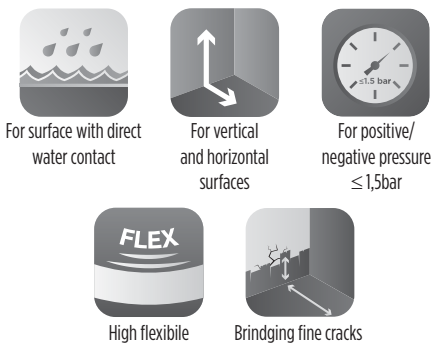 ≤1.5 bar
For surface with direct
water contact
For vertical
and horizontal
surfaces
For positive/
negative pressure
≤ 1,5bar
FLEX
High flexibile
Brindging fine cracks